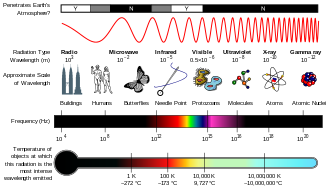 Penetrates Earth's
Atmosphere?
Y N Y N
Radiation Type Radio Microwave Infrared Visible Ultraviolet X-ray Gamma ray
Wavelength (m) 10³ 10⁻² 10⁻⁵ 0.5×10⁻⁶ 10⁻⁸ 10⁻¹⁰ 10⁻¹²
Approximate Scale
of Wavelength
Buildings Humans Butterflies Needle Point Protozoans Molecules Atoms Atomic Nuclei
Frequency (Hz)
10⁴ 10⁸ 10¹² 10¹⁵ 10¹⁶ 10¹⁸ 10²⁰
Temperature of
objects at which
this radiation is the
most intense
wavelength emitted
1 K 100 K 10,000 K 10,000,000 K
−272 °C −173 °C 9,727 °C ~10,000,000 °C